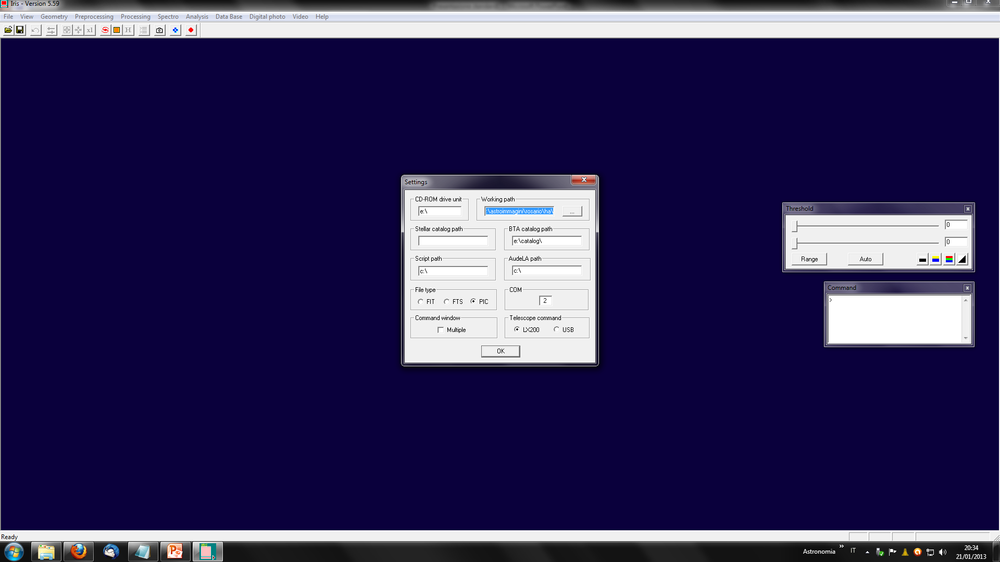 Iris - Version 5.59
File View Geometry Preprocessing Processing Spectro Analysis Data Base Digital photo Video Help
x1 H
Settings
CD-ROM drive unit Working path
e:\ :\astroimmagini\rosario\ha\ ...
Stellar catalog path BTA catalog path
e:\catalog\
Script path AudeLA path
c:\ c:\
File type COM
FIT FTS PIC 2
Command window Telescope command
Multiple LX200 USB
OK
Threshold
0
0
Range Auto
Command
>
Ready
IRIS
Astronomia » IT 20:34
21/01/2013